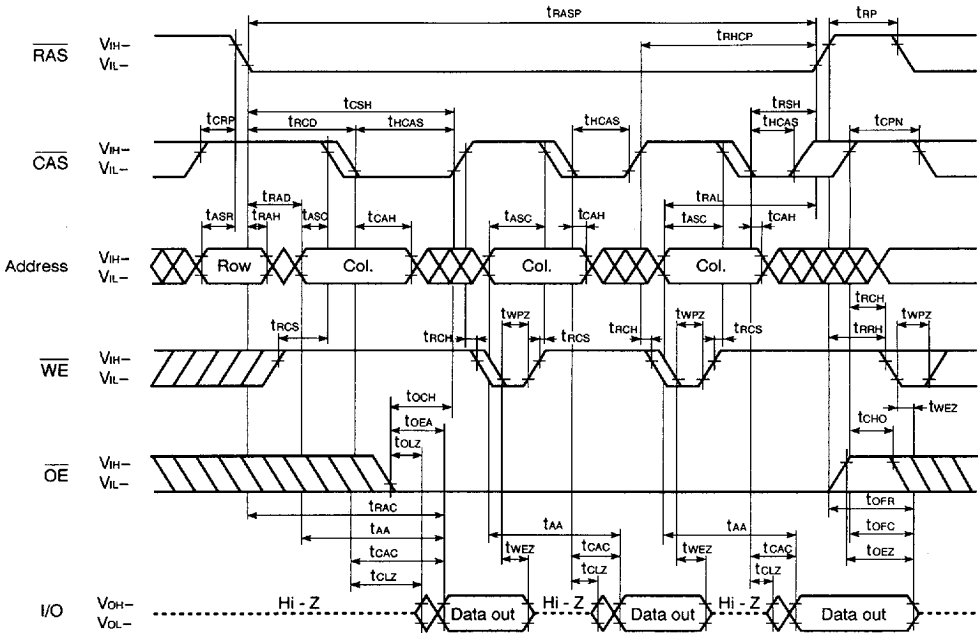 tRASP tRP
tRHCP
RAS VIH– VIL–
tCSH tRSH
tCRP tRCD tHCAS tHCAS tHCAS tCPN
CAS VIH– VIL–
tRAD tRAL
tASR tRAH tASC tCAH tASC tCAH tASC tCAH
Address VIH– VIL– Row Col. Col. Col.
tRCS tRCH tWPZ tRCS tRCH tWPZ tRCS tRCH tWPZ
tRRH
WE VIH– VIL–
tWEZ
tOCH
tOEA tCHO
tOLZ
OE VIH– VIL–
tRAC tOFR
tAA tAA tAA tOFC
tCAC tWEZ tCAC tWEZ tCAC tOEZ
tCLZ tCLZ tCLZ
I/O VOH– VOL– Hi - Z Data out Hi - Z Data out Hi - Z Data out